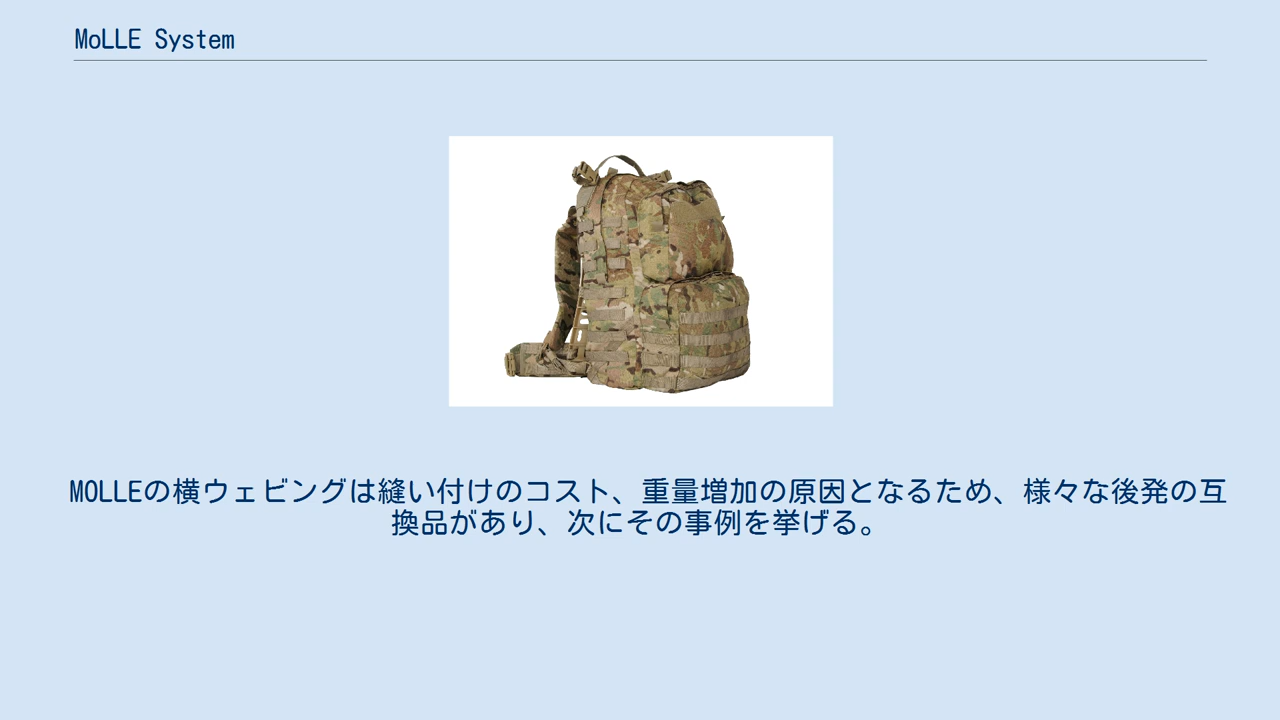 MoLLE System
MOLLEの横ウェビングは縫い付けのコスト、重量増加の原因となるため、様々な後発の互
換品があり、次にその事例を挙げる。